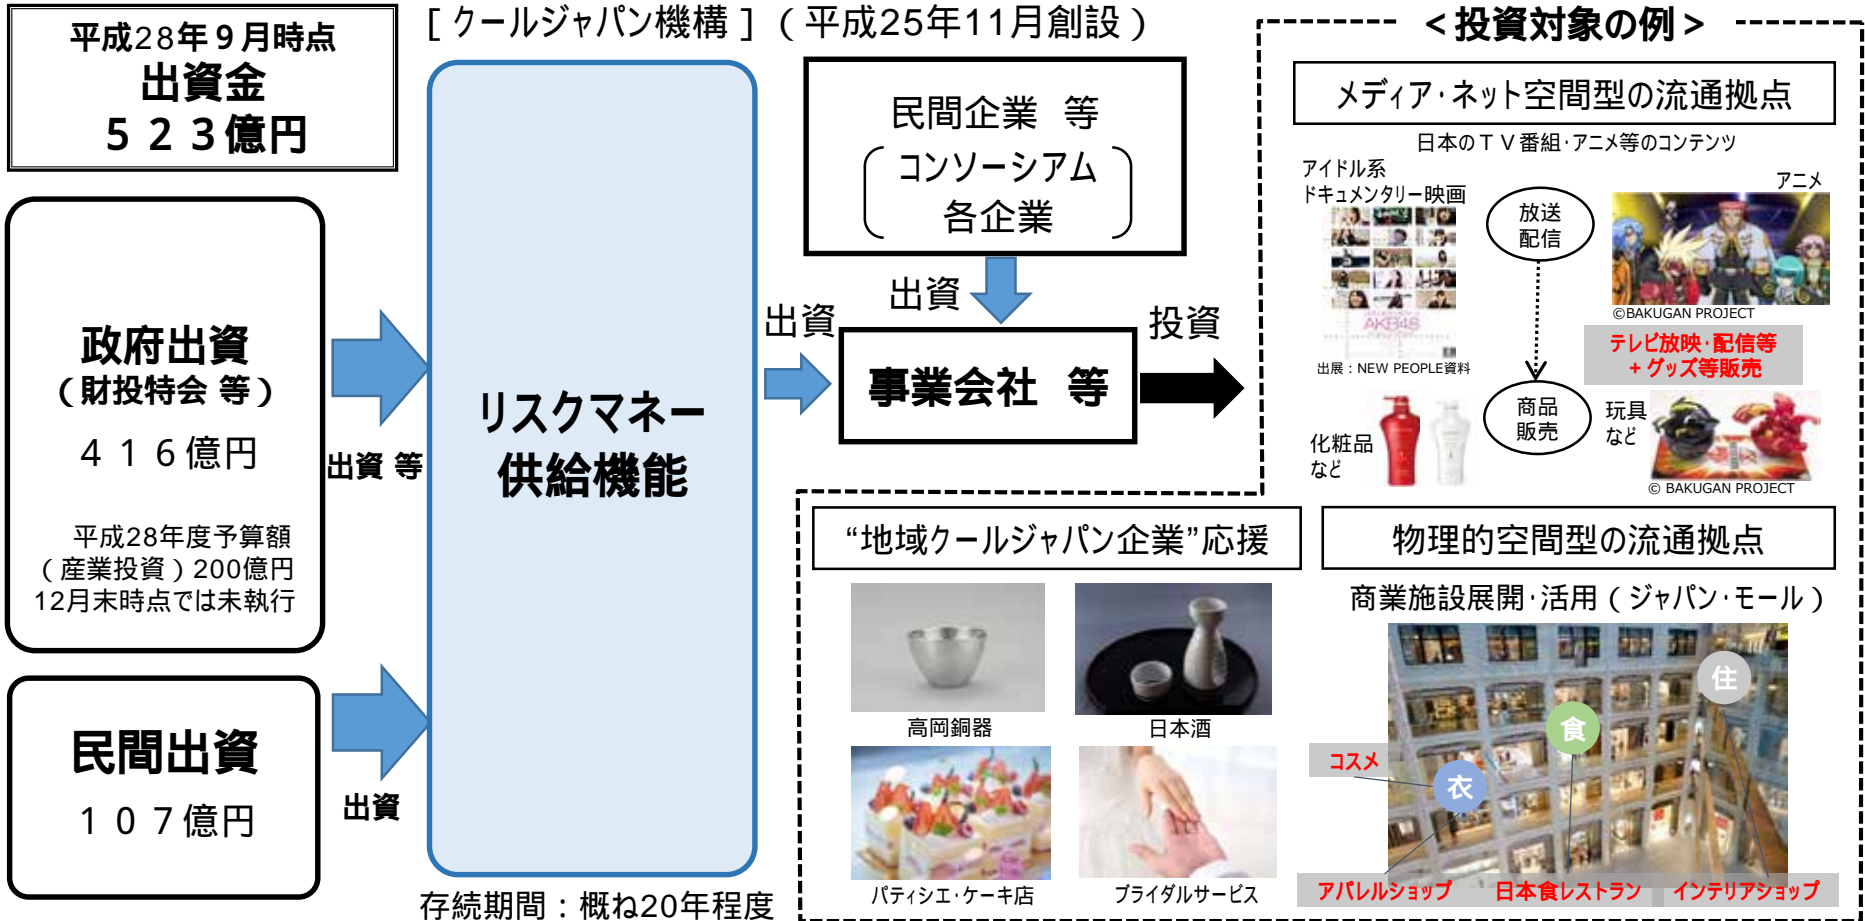 平成28年９月時点
出資金
５２３億円
［クールジャパン機構］（平成25年11月創設）
政府出資
（財投特会 等）
４１６億円
平成28年度予算額
（産業投資）200億円
12月末時点では未執行
出資 等
民間出資
１０７億円
出資
リスクマネー
供給機能
存続期間：概ね20年程度
民間企業 等
コンソーシアム
各企業
出資
出資
事業会社 等
投資
＜投資対象の例＞
メディア・ネット空間型の流通拠点
日本のＴＶ番組・アニメ等のコンテンツ
アイドル系
ドキュメンタリー映画
AKB48
出展：NEW PEOPLE資料
放送
配信
アニメ
©BAKUGAN PROJECT
テレビ放映・配信等
＋グッズ等販売
化粧品
など
商品
販売
玩具
など
© BAKUGAN PROJECT
“地域クールジャパン企業”応援
高岡銅器
日本酒
パティシエ・ケーキ店
ブライダルサービス
物理的空間型の流通拠点
商業施設展開・活用（ジャパン・モール）
住
食
コスメ
衣
アパレルショップ
日本食レストラン
インテリアショップ